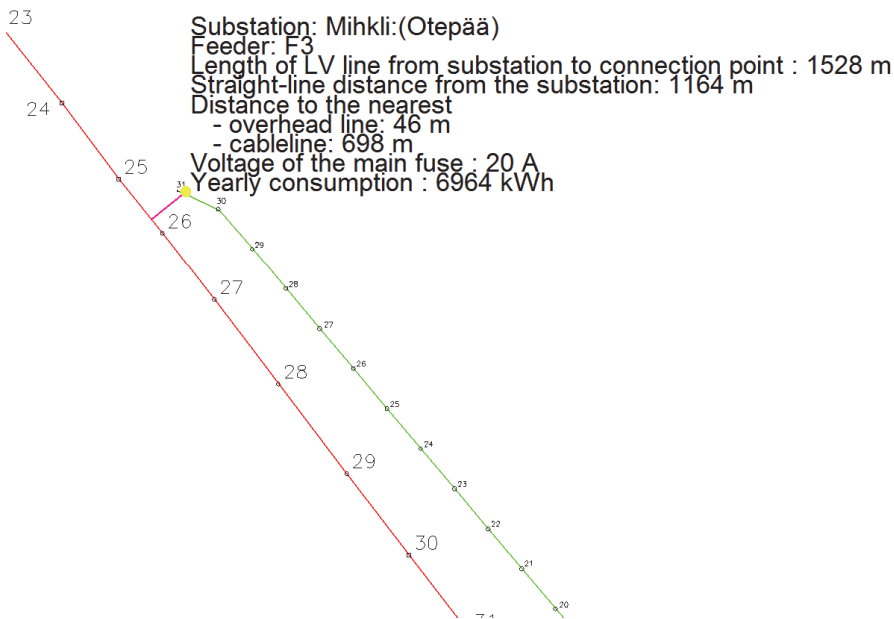 23
Substation: Mihkli:(Otepää)
Feeder: F3
Length of LV line from substation to connection point : 1528 m
Straight-line distance from the substation: 1164 m
Distance to the nearest
- overhead line: 46 m
- cableline: 698 m
Voltage of the main fuse : 20 A
Yearly consumption : 6964 kWh
24
25
31
30
26
29
27
28
27
28
26
25
24
29
23
22
30
21
20